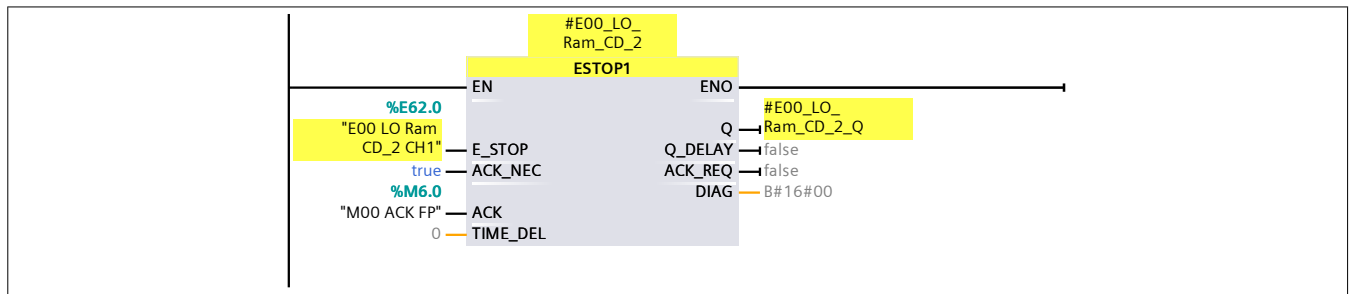 #E00_LO_
Ram_CD_2
ESTOP1
EN ENO
%E62.0
"E00 LO Ram
CD_2 CH1" E_STOP
true ACK_NEC
%M6.0
"M00 ACK FP" ACK
0 TIME_DEL
#E00_LO_
Q Ram_CD_2_Q
Q_DELAY false
ACK_REQ false
DIAG B#16#00